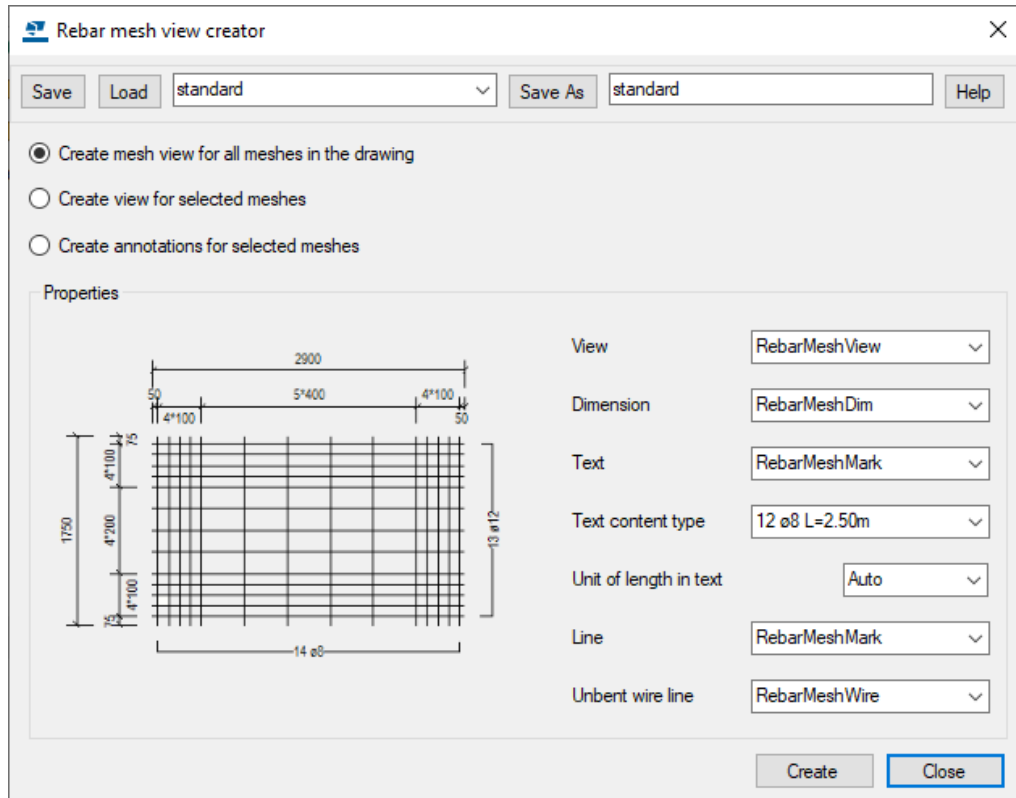 Rebar mesh view creator
Save Load standard Save As standard Help
Create mesh view for all meshes in the drawing
Create view for selected meshes
Create annotations for selected meshes
Properties
2900
50 5*400 4*100
4*100 50
75
4*100
1750
4*200
4*100
75
13 ø12
14 ø8
View RebarMeshView
Dimension RebarMeshDim
Text RebarMeshMark
Text content type 12 ø8 L=2.50m
Unit of length in text Auto
Line RebarMeshMark
Unbent wire line RebarMeshWire
Create Close